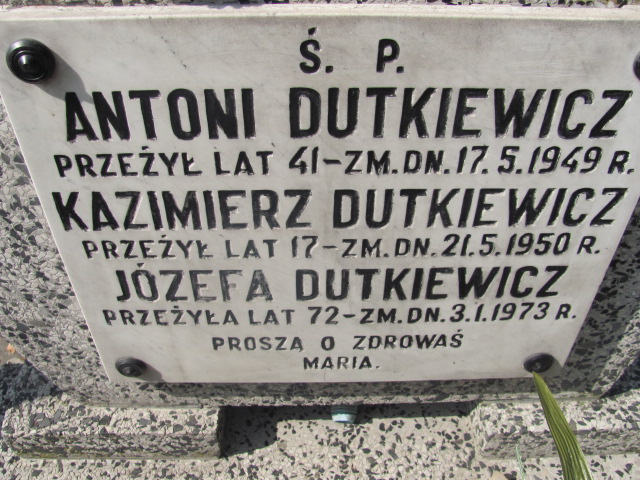 Ś. P.
ANTONI DUTKIEWICZ
PRZEŻYŁ LAT 41-ZM.DN.17.5.1949 R.
KAZIMIERZ DUTKIEWICZ
PRZEŻYŁ LAT 17-ZM.DN.21.5.1950 R.
JÓZEFA DUTKIEWICZ
PRZEŻYŁA LAT 72-ZM.DN.3.1.1973 R.
PROSZĄ O ZDROWAŚ
MARIA.